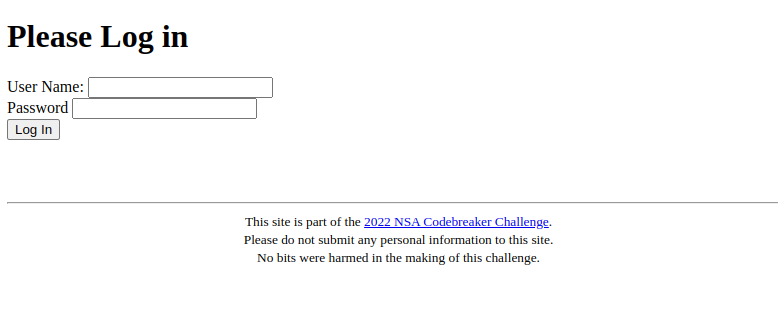 Please Log in
User Name:
Password
Log In
This site is part of the 2022 NSA Codebreaker Challenge.
Please do not submit any personal information to this site.
No bits were harmed in the making of this challenge.